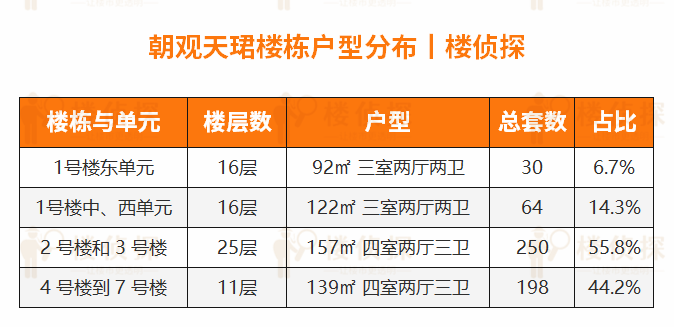 朝观天珺楼栋户型分布丨楼侦探
楼栋与单元 楼层数 户型 总套数 占比
1号楼东单元 16层 92㎡ 三室两厅两卫 30 6.7%
1号楼中、西单元 16层 122㎡ 三室两厅两卫 64 14.3%
2 号楼和 3 号楼 25层 157㎡ 四室两厅三卫 250 55.8%
4 号楼到 7 号楼 11层 139㎡ 四室两厅三卫 198 44.2%